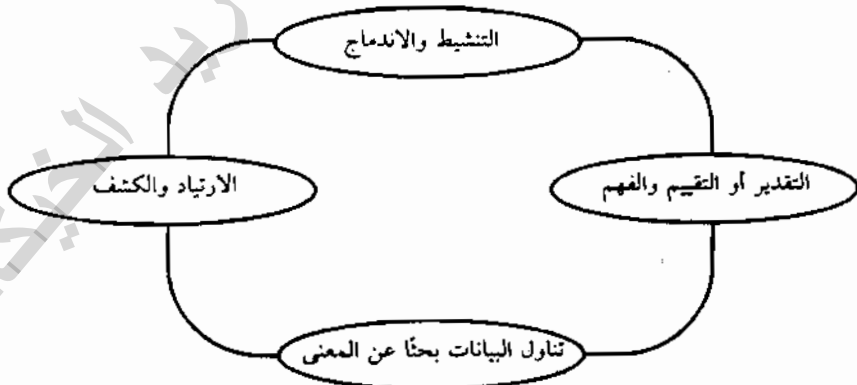 التنشيط والاندماج
التقدير أو التقييم والفهم
الارتياد والكشف
تناول البيانات بحثًا عن المعنى